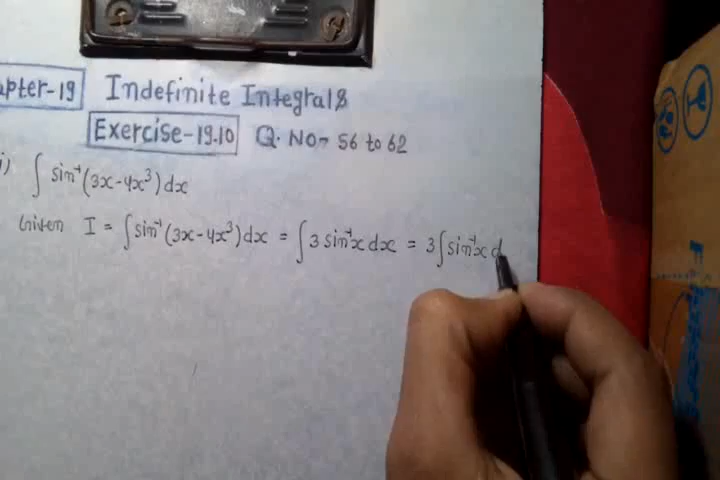 apter-19 Indefinite Integrals
Exercise-19.10 Q. NO- 56 to 62
i) ∫ sin⁻¹(3x-4x³)dx
Given I = ∫sin⁻¹(3x-4x³)dx = ∫3 sin⁻¹x dx = 3∫sin⁻¹x d